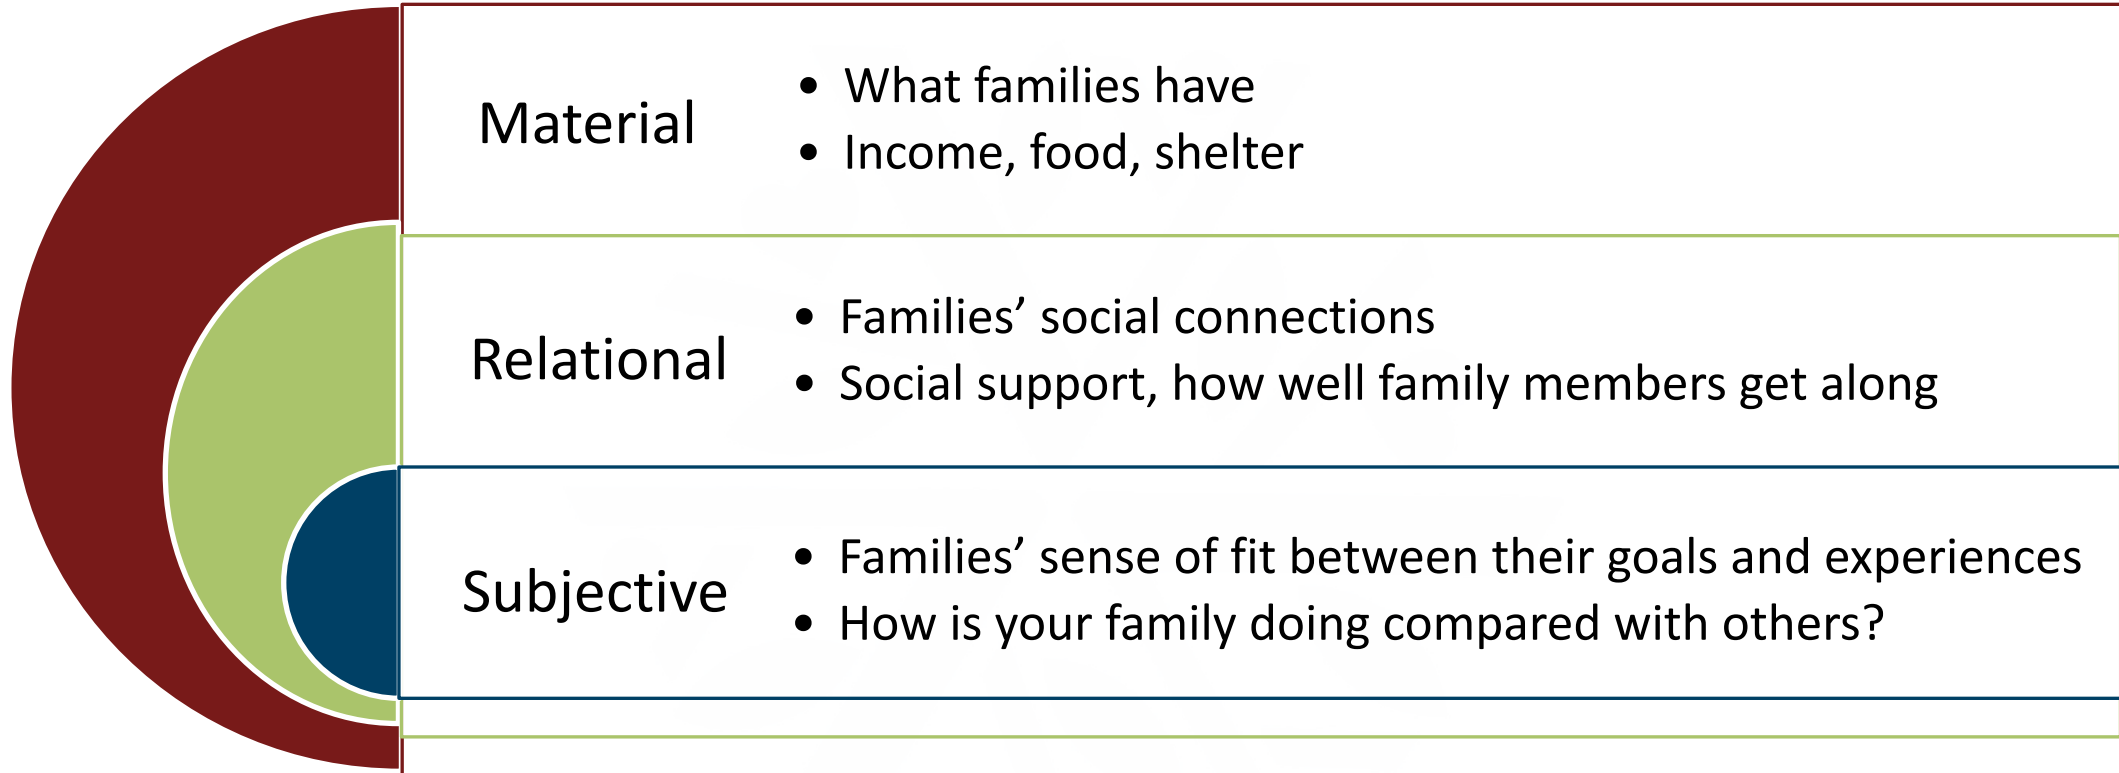 Material
• What families have
• Income, food, shelter
Relational
• Families’ social connections
• Social support, how well family members get along
Subjective
• Families’ sense of fit between their goals and experiences
• How is your family doing compared with others?